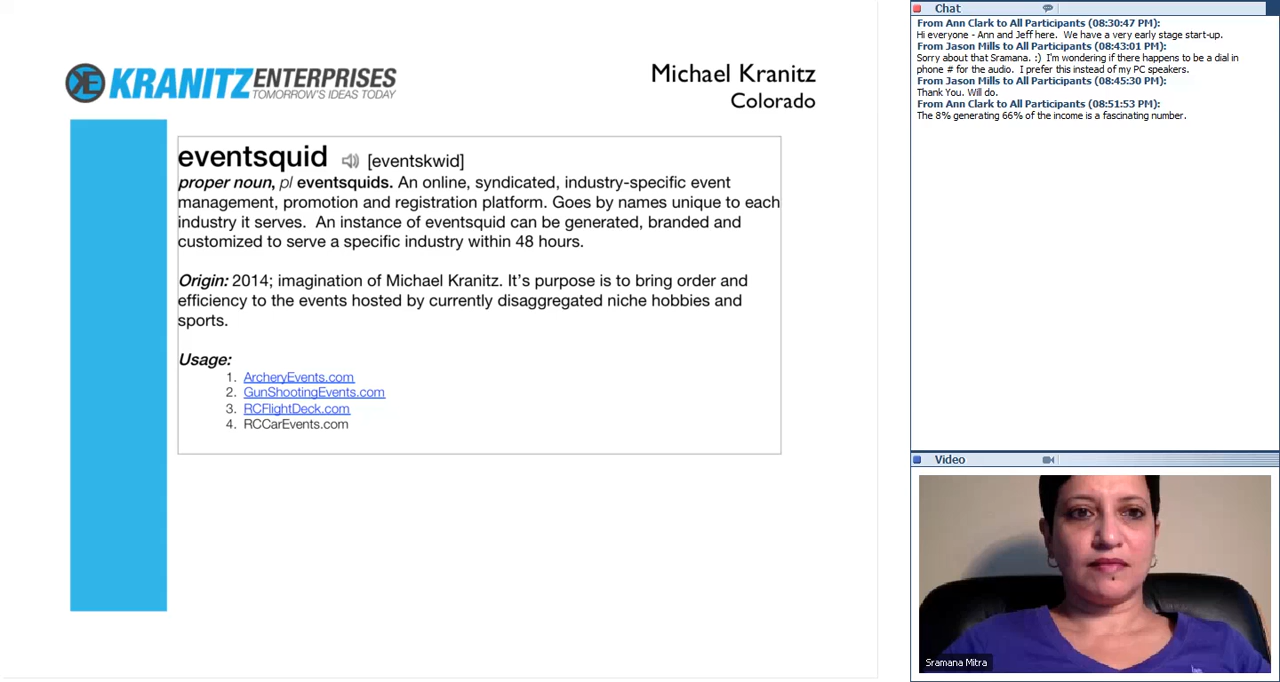 KE KRANITZ ENTERPRISES
TOMORROW'S IDEAS TODAY
Michael Kranitz
Colorado
eventsquid [eventskwid]
proper noun, pl eventsquids. An online, syndicated, industry-specific event
management, promotion and registration platform. Goes by names unique to each
industry it serves.  An instance of eventsquid can be generated, branded and
customized to serve a specific industry within 48 hours.
Origin: 2014; imagination of Michael Kranitz. It's purpose is to bring order and
efficiency to the events hosted by currently disaggregated niche hobbies and
sports.
Usage:
1. ArcheryEvents.com
2. GunShootingEvents.com
3. RCFlightDeck.com
4. RCCarEvents.com
Chat
From Ann Clark to All Participants (08:30:47 PM):
Hi everyone - Ann and Jeff here.  We have a very early stage start-up.
From Jason Mills to All Participants (08:43:01 PM):
Sorry about that Sramana. :)  I'm wondering if there happens to be a dial in
phone # for the audio.  I prefer this instead of my PC speakers.
From Jason Mills to All Participants (08:45:30 PM):
Thank You. Will do.
From Ann Clark to All Participants (08:51:53 PM):
The 8% generating 66% of the income is a fascinating number.
Video
Sramana Mitra